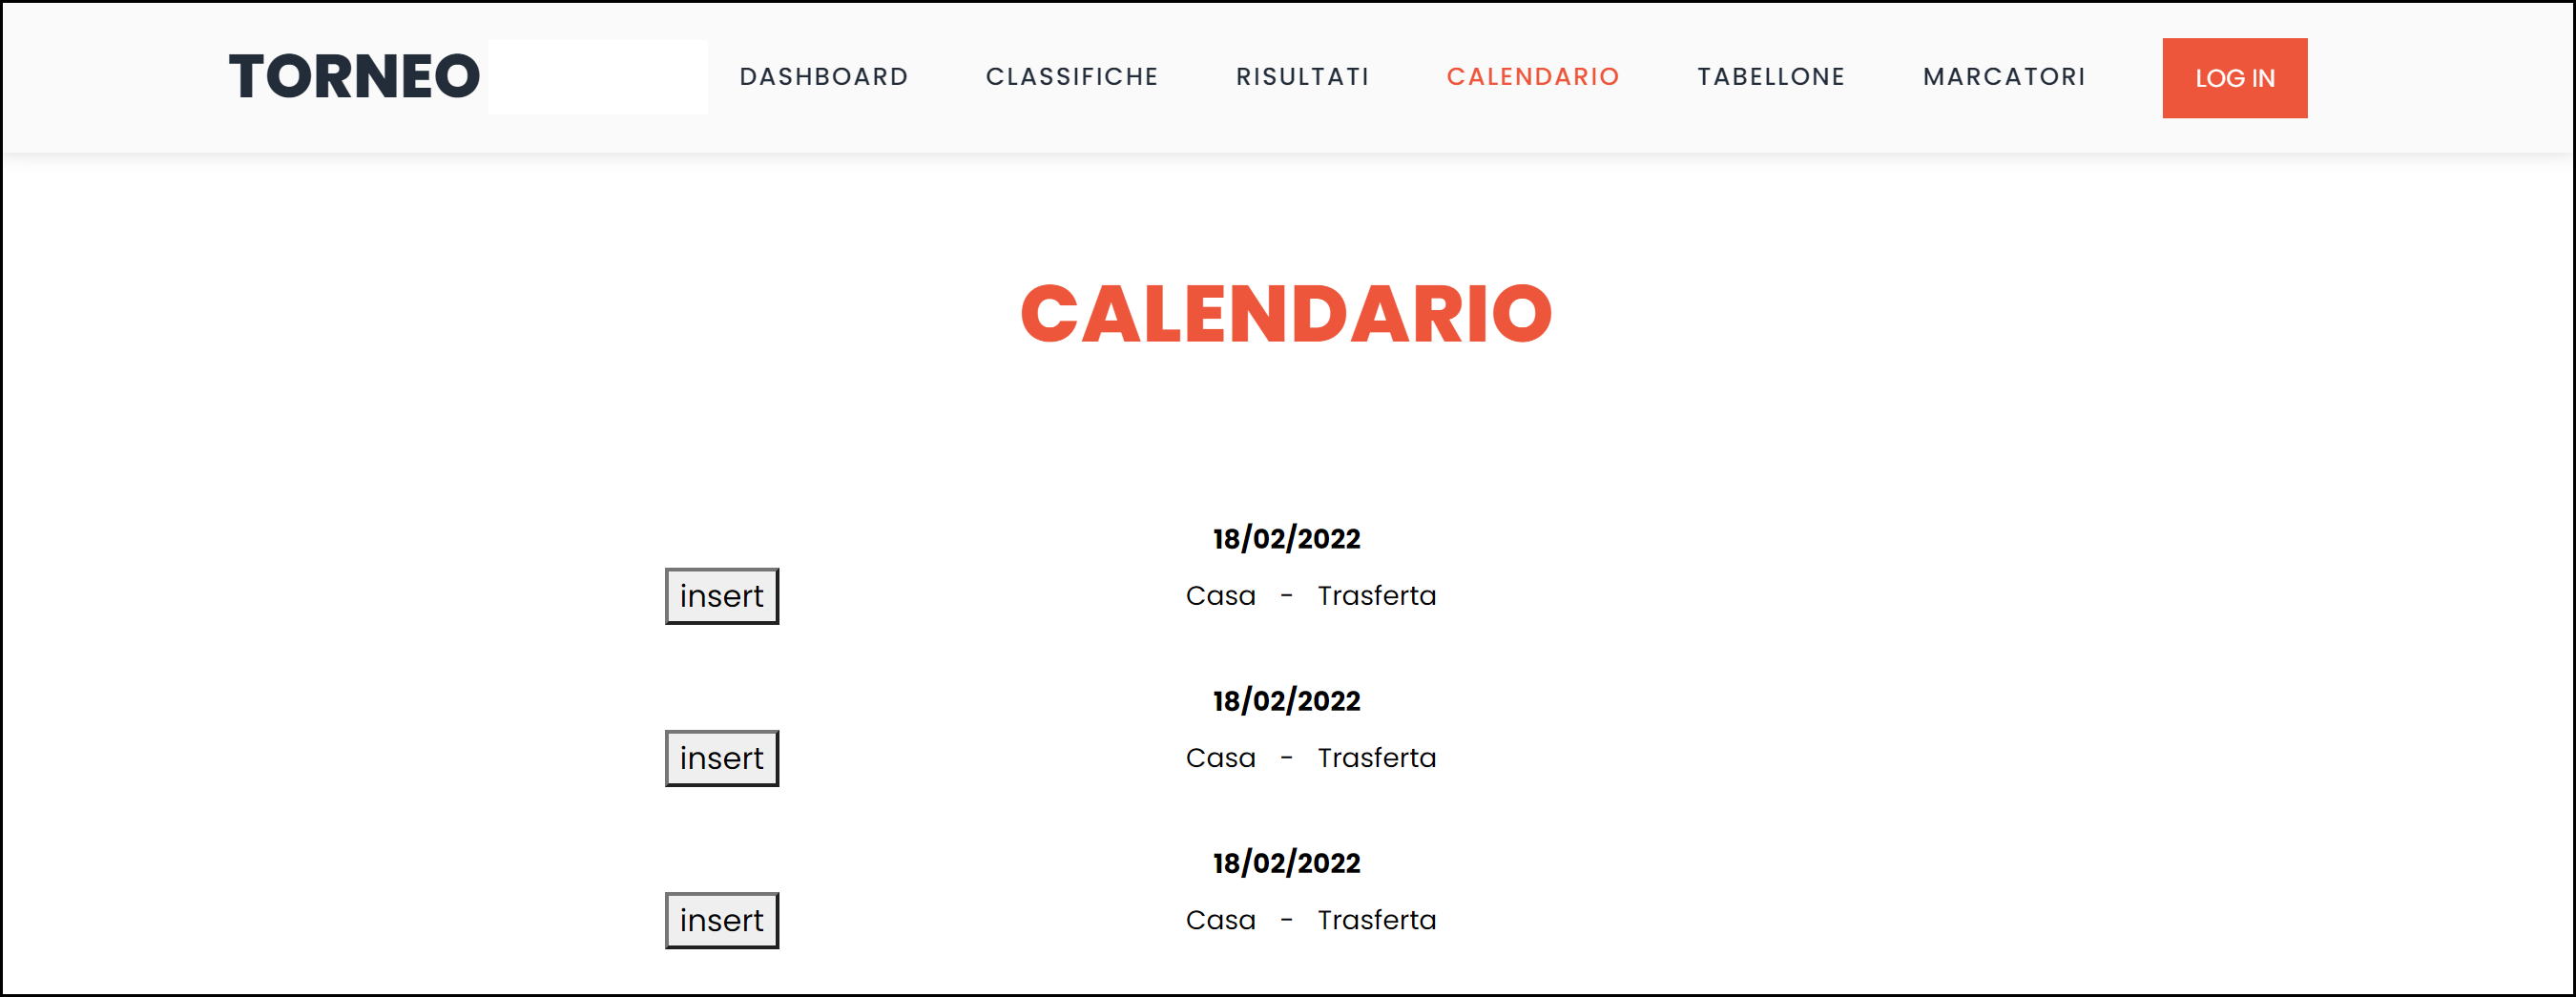 TORNEO DASHBOARD CLASSIFICHE RISULTATI CALENDARIO TABELLONE MARCATORI LOG IN
CALENDARIO
18/02/2022
insert Casa - Trasferta
18/02/2022
insert Casa - Trasferta
18/02/2022
insert Casa - Trasferta